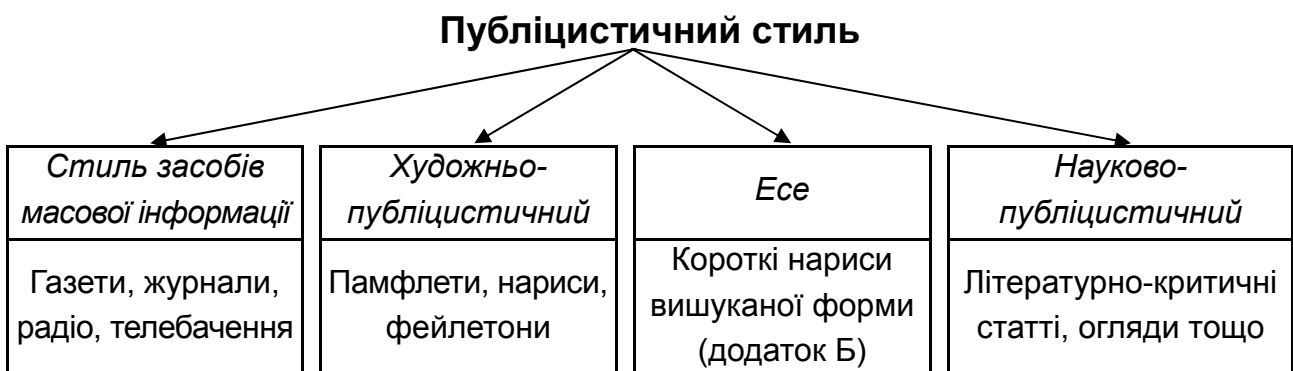 Публіцистичний стиль
Стиль засобів
масової інформації
Газети, журнали,
радіо, телебачення
Художньо-
публіцистичний
Памфлети, нариси,
фейлетони
Есе
Короткі нариси
вишуканої форми
(додаток Б)
Науково-
публіцистичний
Літературно-критичні
статті, огляди тощо